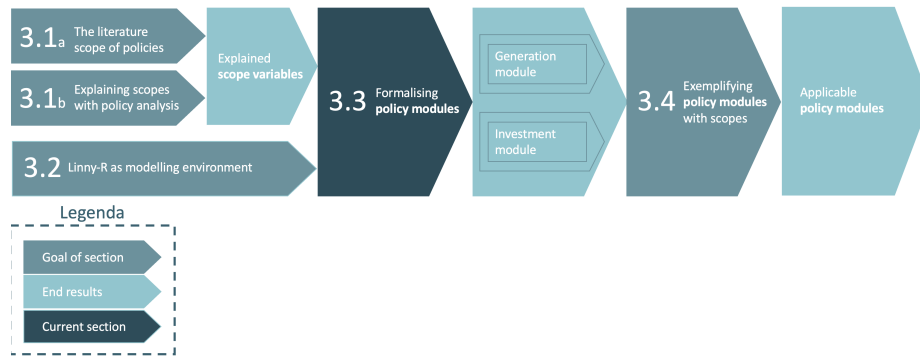 3.1a The literature
scope of policies
3.1b Explaining scopes
with policy analysis
Explained
scope variables
3.2 Linny-R as modelling environment
3.3 Formalising
policy modules
Generation
module
Investment
module
3.4 Exemplifying
policy modules
with scopes
Applicable
policy modules
Legenda
Goal of section
End results
Current section